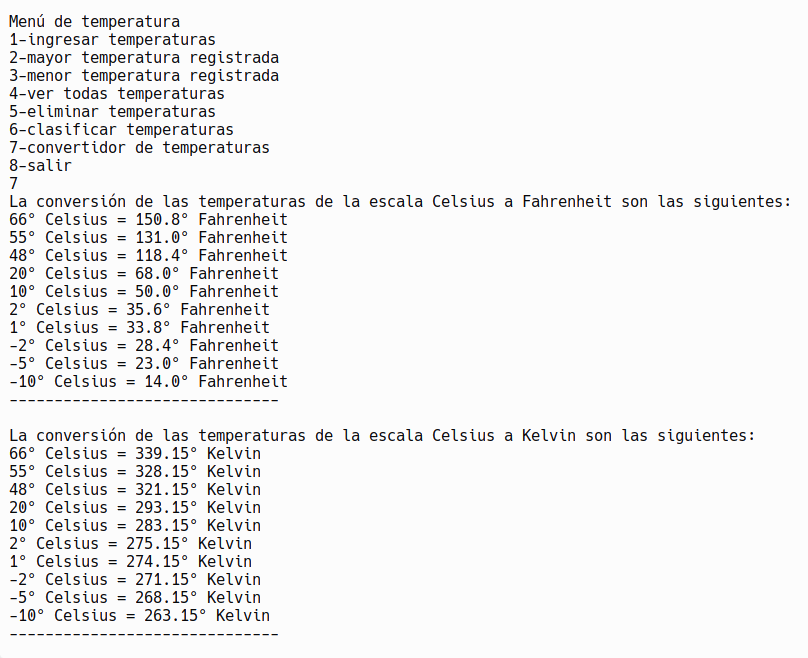 Menú de temperatura
1-ingresar temperaturas
2-mayor temperatura registrada
3-menor temperatura registrada
4-ver todas temperaturas
5-eliminar temperaturas
6-clasificar temperaturas
7-convertidor de temperaturas
8-salir
7
La conversión de las temperaturas de la escala Celsius a Fahrenheit son las siguientes:
66° Celsius = 150.8° Fahrenheit
55° Celsius = 131.0° Fahrenheit
48° Celsius = 118.4° Fahrenheit
20° Celsius = 68.0° Fahrenheit
10° Celsius = 50.0° Fahrenheit
2° Celsius = 35.6° Fahrenheit
1° Celsius = 33.8° Fahrenheit
-2° Celsius = 28.4° Fahrenheit
-5° Celsius = 23.0° Fahrenheit
-10° Celsius = 14.0° Fahrenheit
------------------------------
La conversión de las temperaturas de la escala Celsius a Kelvin son las siguientes:
66° Celsius = 339.15° Kelvin
55° Celsius = 328.15° Kelvin
48° Celsius = 321.15° Kelvin
20° Celsius = 293.15° Kelvin
10° Celsius = 283.15° Kelvin
2° Celsius = 275.15° Kelvin
1° Celsius = 274.15° Kelvin
-2° Celsius = 271.15° Kelvin
-5° Celsius = 268.15° Kelvin
-10° Celsius = 263.15° Kelvin
------------------------------